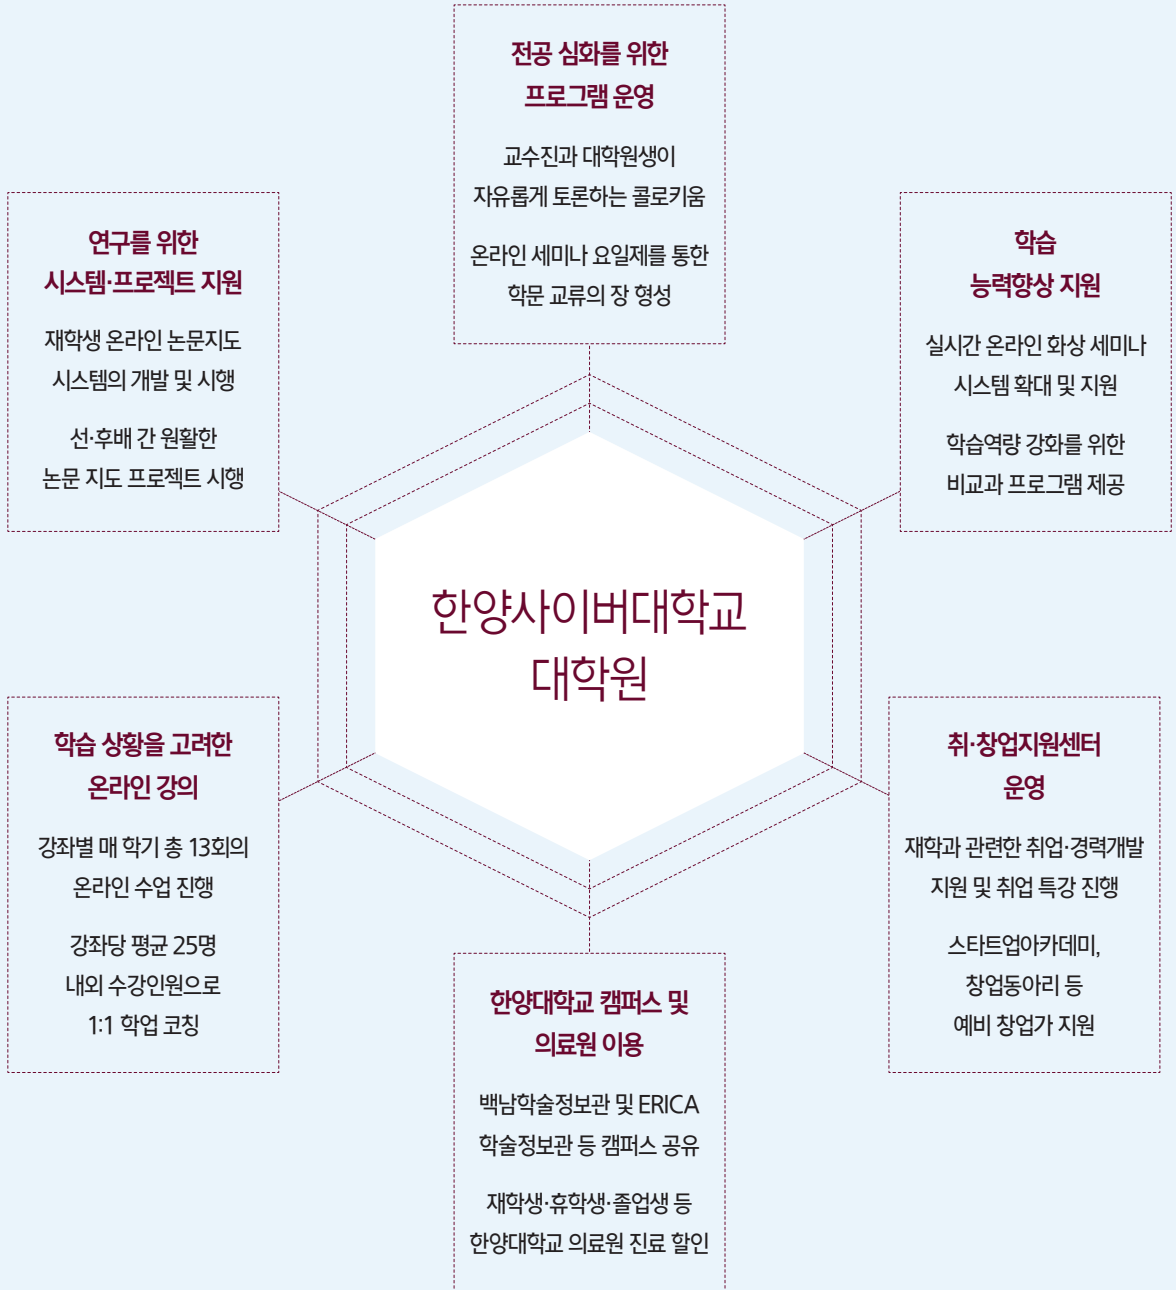 전공 심화를 위한
프로그램 운영
교수진과 대학원생이
자유롭게 토론하는 콜로키움
온라인 세미나 요일제를 통한
학문 교류의 장 형성
연구를 위한
시스템·프로젝트 지원
재학생 온라인 논문지도
시스템의 개발 및 시행
선·후배 간 원활한
논문 지도 프로젝트 시행
학습
능력향상 지원
실시간 온라인 화상 세미나
시스템 확대 및 지원
학습역량 강화를 위한
비교과 프로그램 제공
한양사이버대학교
대학원
학습 상황을 고려한
온라인 강의
강좌별 매 학기 총 13회의
온라인 수업 진행
강좌당 평균 25명
내외 수강인원으로
1:1 학업 코칭
취·창업지원센터
운영
재학과 관련한 취업·경력개발
지원 및 취업 특강 진행
스타트업아카데미,
창업동아리 등
예비 창업가 지원
한양대학교 캠퍼스 및
의료원 이용
백남학술정보관 및 ERICA
학술정보관 등 캠퍼스 공유
재학생·휴학생·졸업생 등
한양대학교 의료원 진료 할인